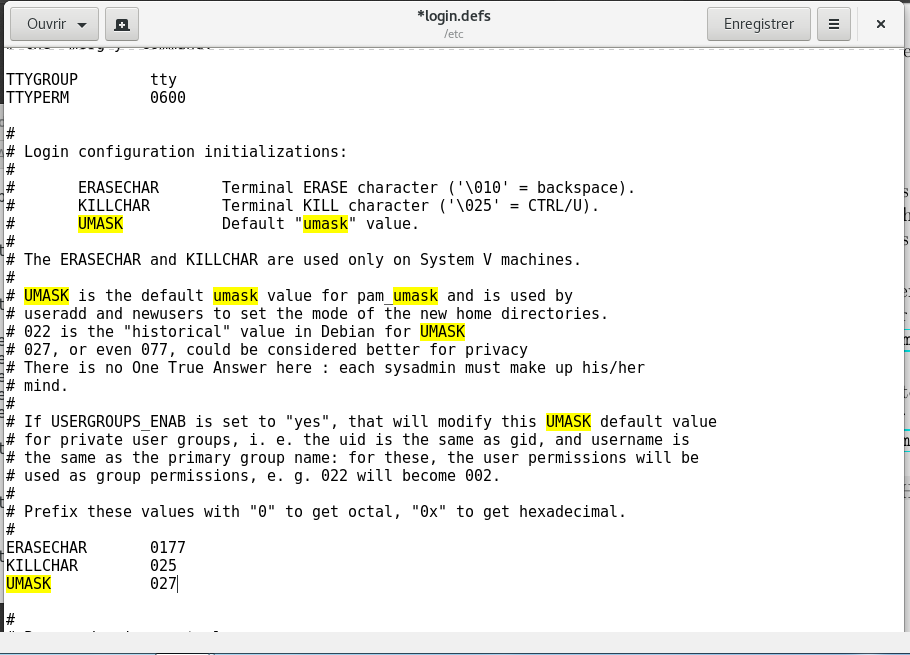 Ouvrir
*login.defs
/etc
Enregistrer
TTYGROUP tty
TTYPERM 0600
#
# Login configuration initializations:
#
# ERASECHAR Terminal ERASE character ('\010' = backspace).
# KILLCHAR Terminal KILL character ('\025' = CTRL/U).
# UMASK Default "umask" value.
#
# The ERASECHAR and KILLCHAR are used only on System V machines.
#
# UMASK is the default umask value for pam_umask and is used by
# useradd and newusers to set the mode of the new home directories.
# 022 is the "historical" value in Debian for UMASK
# 027, or even 077, could be considered better for privacy
# There is no One True Answer here : each sysadmin must make up his/her
# mind.
#
# If USERGROUPS_ENAB is set to "yes", that will modify this UMASK default value
# for private user groups, i. e. the uid is the same as gid, and username is
# the same as the primary group name: for these, the user permissions will be
# used as group permissions, e. g. 022 will become 002.
#
# Prefix these values with "0" to get octal, "0x" to get hexadecimal.
#
ERASECHAR 0177
KILLCHAR 025
UMASK 027
#